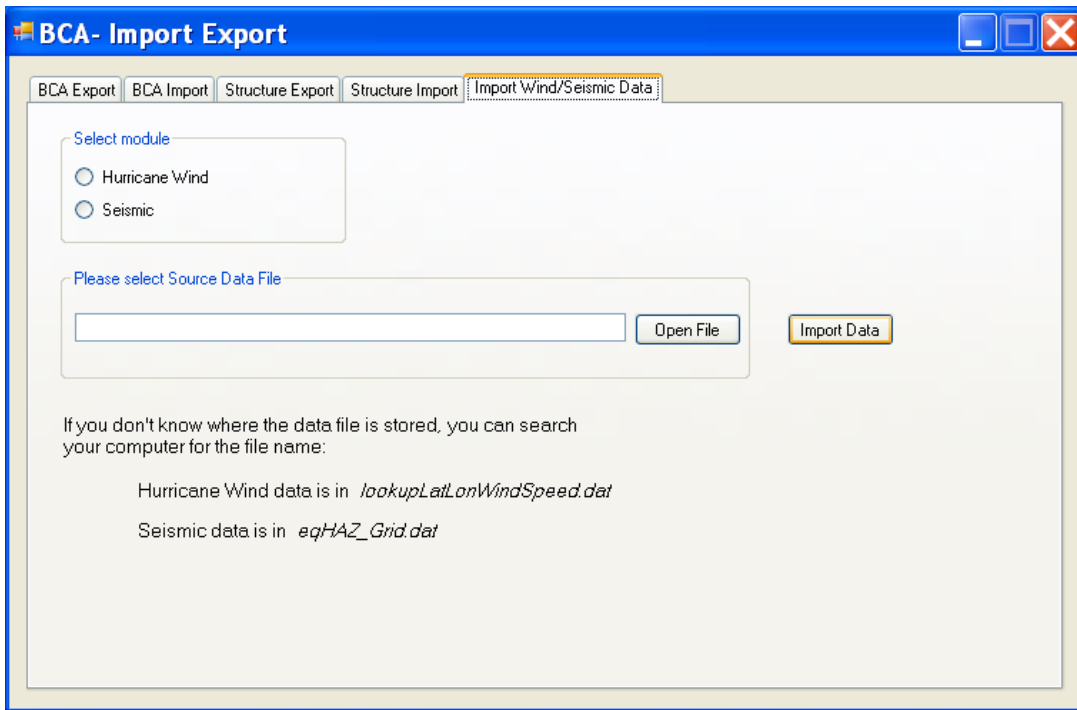 BCA- Import Export
BCA Export BCA Import Structure Export Structure Import Import Wind/Seismic Data
Select module
Hurricane Wind
Seismic
Please select Source Data File
Open File Import Data
If you don't know where the data file is stored, you can search
your computer for the file name:
Hurricane Wind data is in lookupLatLonWindSpeed.dat
Seismic data is in eqHAZ_Grid.dat